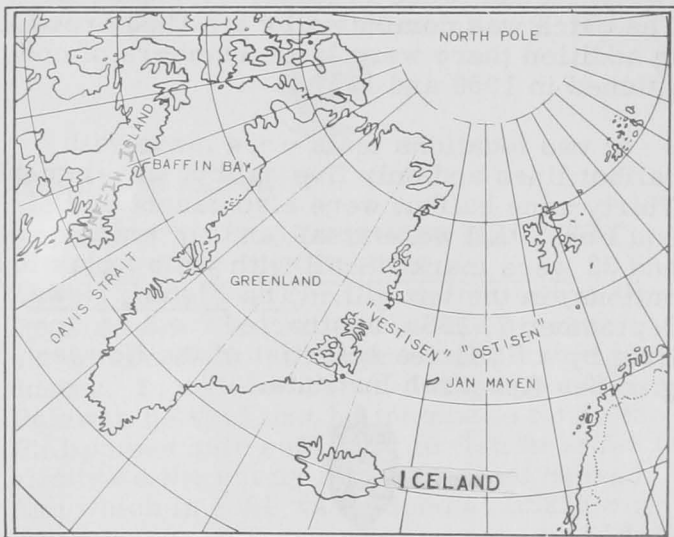 NORTH POLE
BAFFIN ISLAND
BAFFIN BAY
DAVIS STRAIT
GREENLAND
"VESTISEN" "OSTISEN"
JAN MAYEN
ICELAND